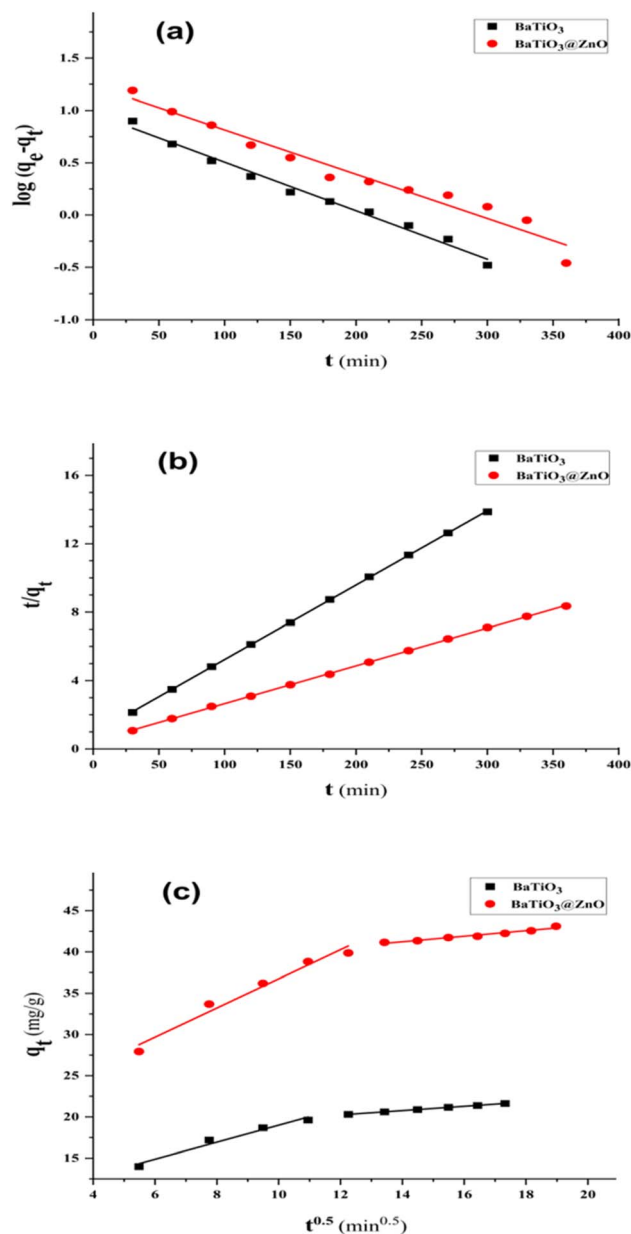 (a)
BaTiO3
BaTiO3@ZnO
log (qe-qt)
1.5
1.0
0.5
0.0
-0.5
-1.0
0 50 100 150 200 250 300 350 400
t (min)
(b)
BaTiO3
BaTiO3@ZnO
t/qt
16
12
8
4
0
0 50 100 150 200 250 300 350 400
t (min)
(c)
BaTiO3
BaTiO3@ZnO
qt (mg/g)
45
40
35
30
25
20
15
4 6 8 10 12 14 16 18 20
t0.5 (min0.5)